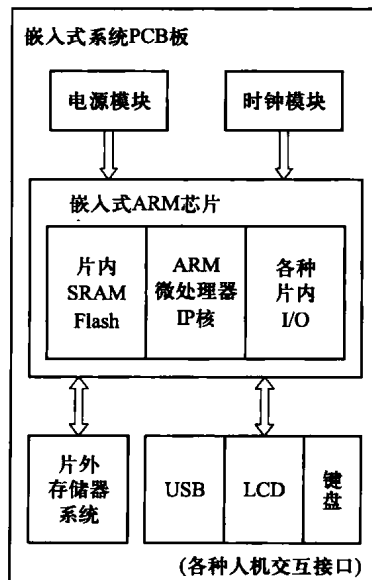 嵌入式系统PCB板
电源模块
时钟模块
嵌入式ARM芯片
片内
SRAM
Flash
ARM
微处理器
IP核
各种
片内
I/O
片外
存储器
系统
USB
LCD
键
盘
(各种人机交互接口)